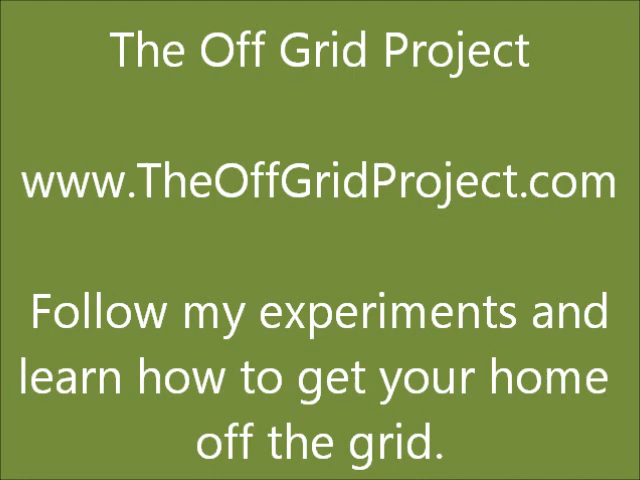 The Off Grid Project
www.TheOffGridProject.com
Follow my experiments and
learn how to get your home
off the grid.